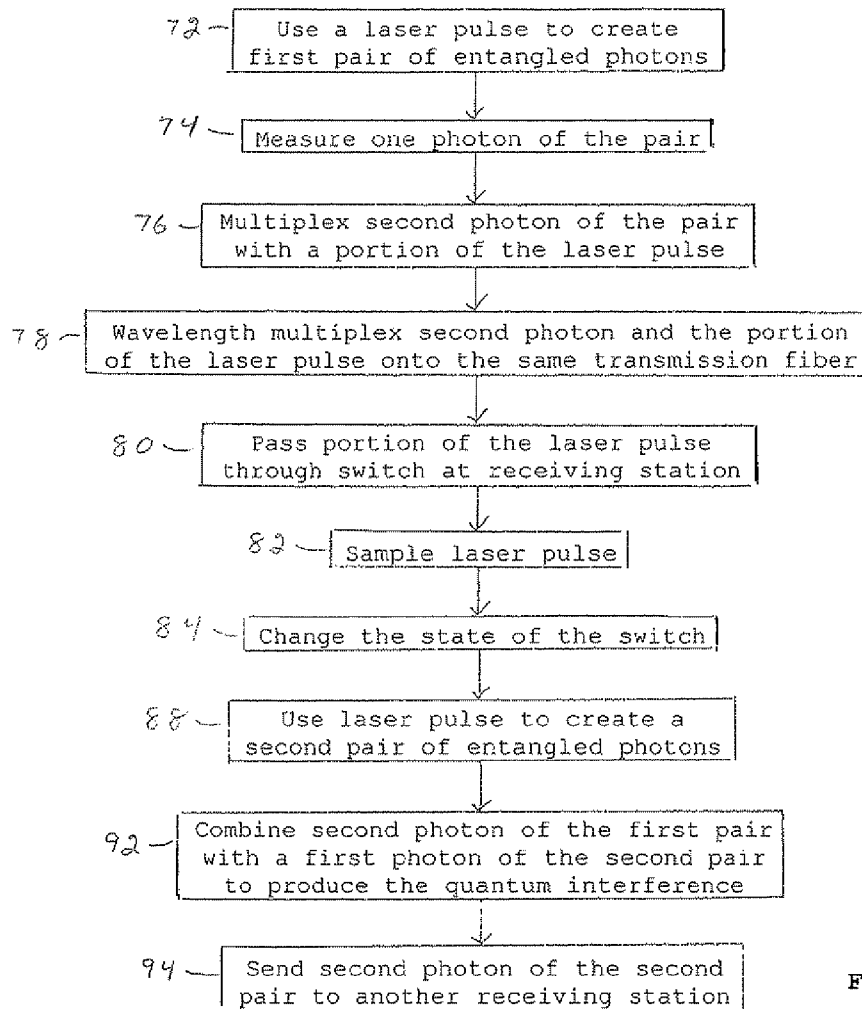 72
Use a laser pulse to create
first pair of entangled photons
74
Measure one photon of the pair
76
Multiplex second photon of the pair
with a portion of the laser pulse
78
Wavelength multiplex second photon and the portion
of the laser pulse onto the same transmission fiber
80
Pass portion of the laser pulse
through switch at receiving station
82
Sample laser pulse
84
Change the state of the switch
88
Use laser pulse to create a
second pair of entangled photons
92
Combine second photon of the first pair
with a first photon of the second pair
to produce the quantum interference
94
Send second photon of the second
pair to another receiving station
F